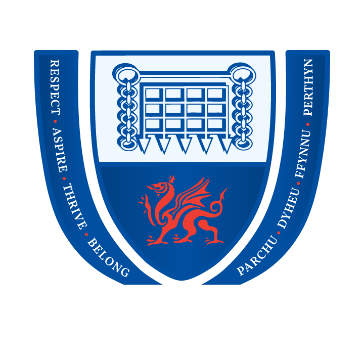 RESPECT • ASPIRE • THRIVE • BELONG
PARCHU • DYHEU • FFYNNU • PERTHYN